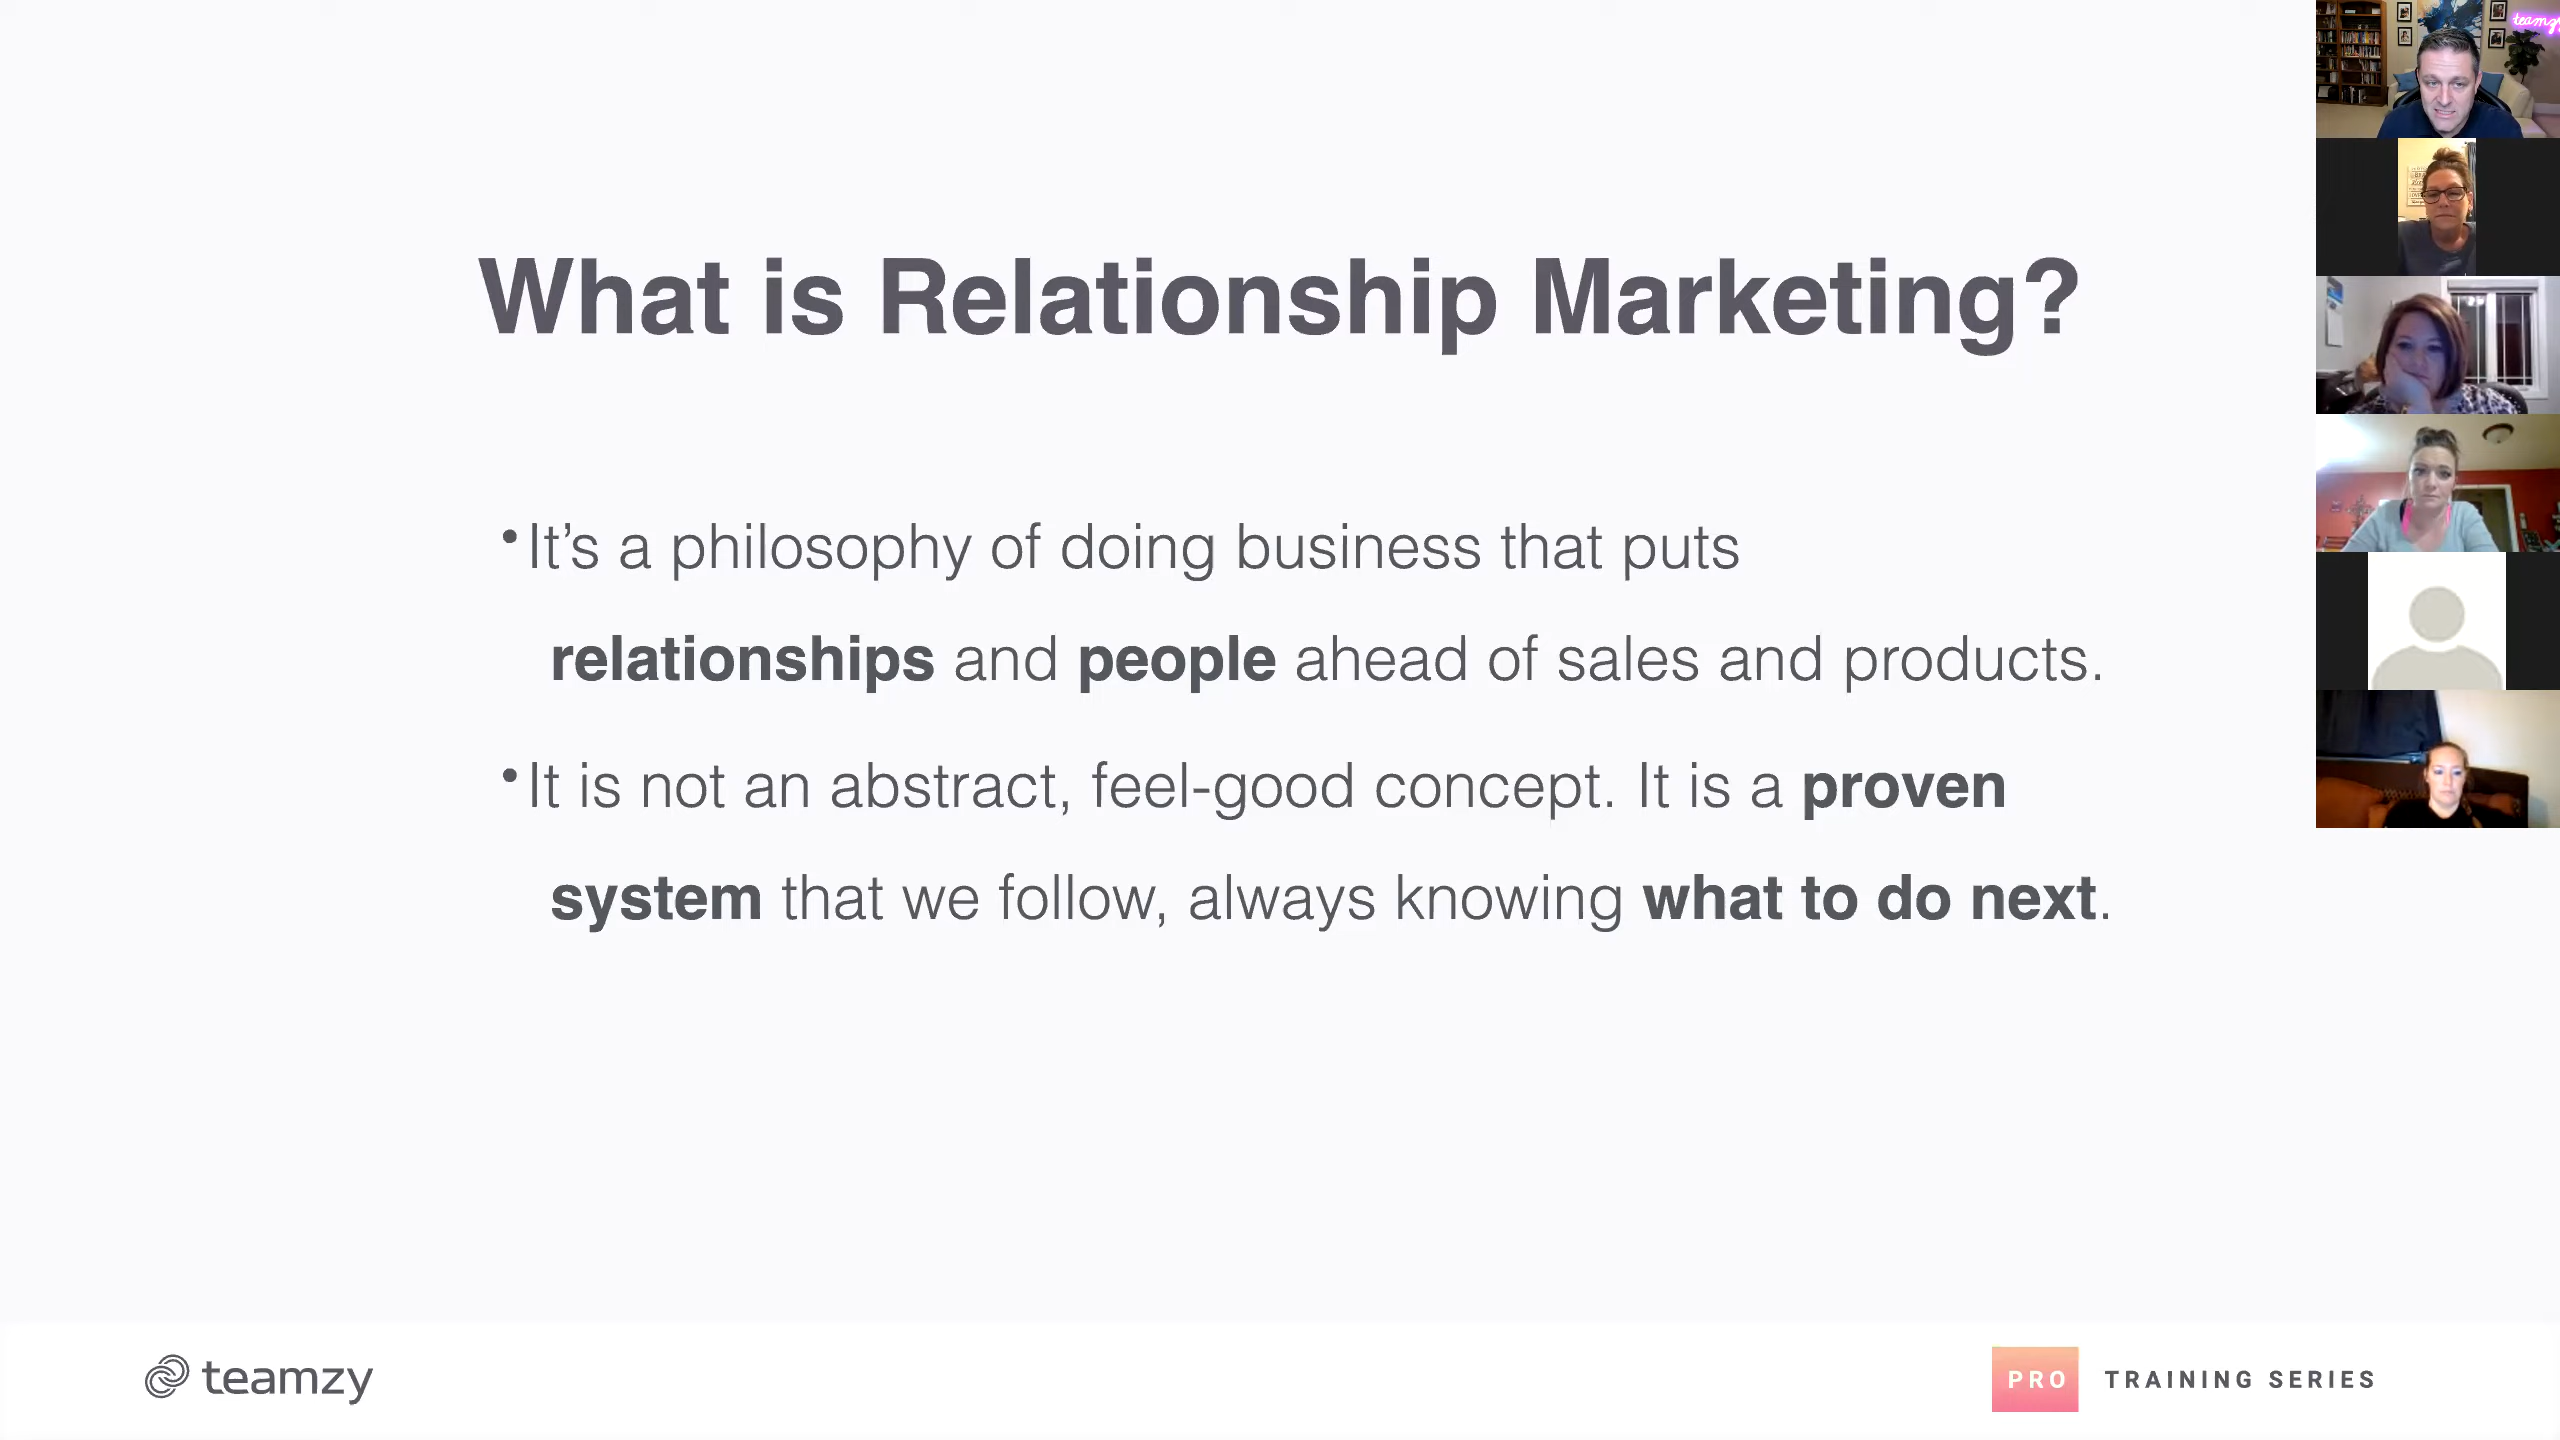 What is Relationship Marketing?
•It’s a philosophy of doing business that puts
relationships and people ahead of sales and products.
•It is not an abstract, feel-good concept. It is a proven
system that we follow, always knowing what to do next.
teamzy
PRO TRAINING SERIES